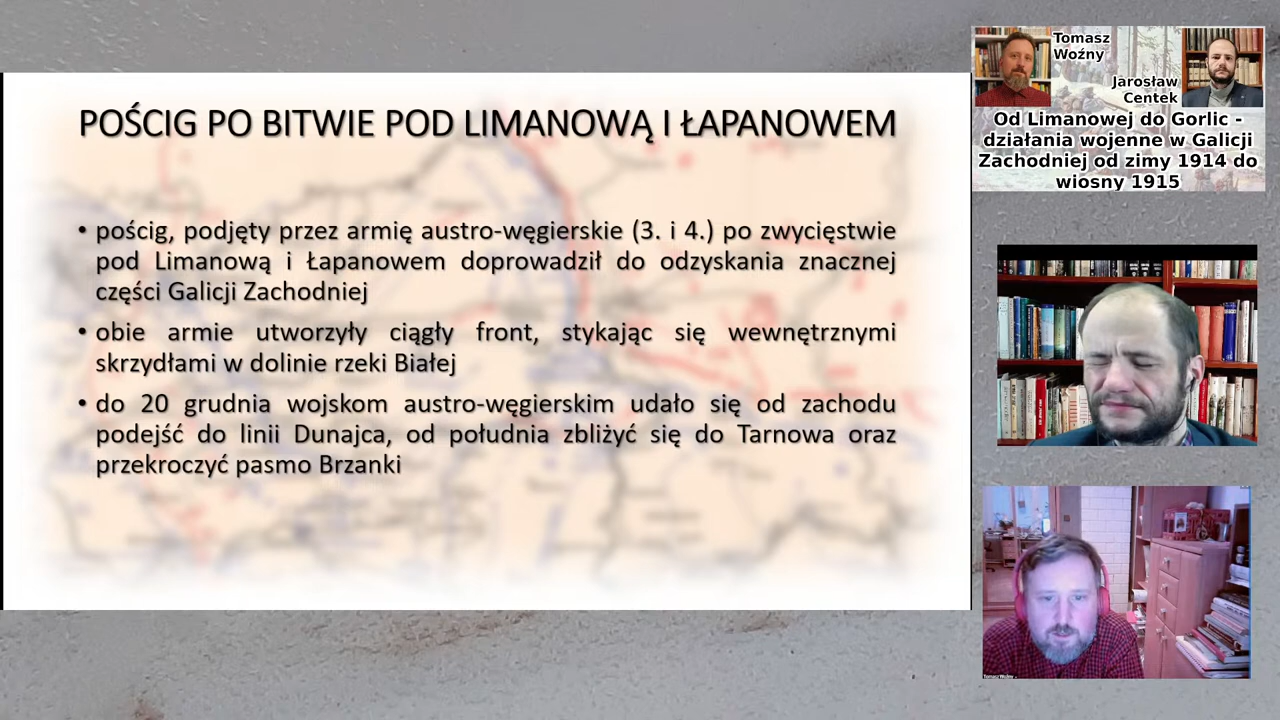 POŚCIG PO BITWIE POD LIMANOWĄ I ŁAPANOWEM
• pościg, podjęty przez armię austro-węgierskie (3. i 4.) po zwycięstwie
pod Limanową i Łapanowem doprowadził do odzyskania znacznej
części Galicji Zachodniej
• obie armie utworzyły ciągły front, stykając się wewnętrznymi
skrzydłami w dolinie rzeki Białej
• do 20 grudnia wojskom austro-węgierskim udało się od zachodu
podejść do linii Dunajca, od południa zbliżyć się do Tarnowa oraz
przekroczyć pasmo Brzanki
Tomasz
Woźny
Jarosław
Centek
Od Limanowej do Gorlic -
działania wojenne w Galicji
Zachodniej od zimy 1914 do
wiosny 1915
Tomasz Woźny